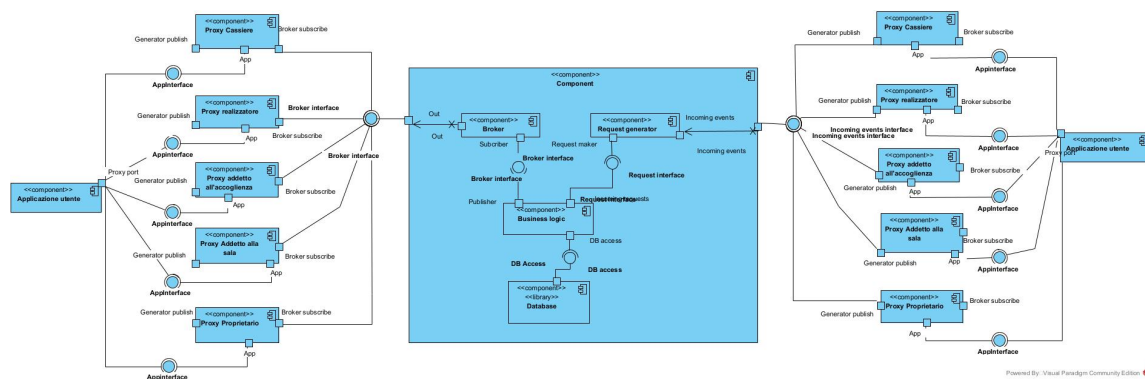 <<component>>
Proxy Cassiere
Generator publish
Broker subscribe
App
AppInterface
<<component>>
Proxy realizzatore
Broker interface
Generator publish
Broker subscribe
App
AppInterface
Broker interface
Proxy port
<<component>>
Proxy addetto
all'accoglienza
Generator publish
Broker subscribe
App
AppInterface
<<component>>
Applicazione utente
<<component>>
Proxy Addetto alla
sala
Generator publish
Broker subscribe
App
AppInterface
<<component>>
Proxy Proprietario
Generator publish
Broker subscribe
App
AppInterface
<<component>>
Component
Out
Out
<<component>>
Broker
Subcriber
Broker interface
Broker interface
Publisher
<<component>>
Request generator
Request maker
Incoming events
Incoming events
Request interface
Request interface
<<component>>
Business logic
DB access
DB Access
DB access
<<component>>
<<library>>
Database
<<component>>
Proxy Cassiere
Generator publish
Broker subscribe
App
AppInterface
<<component>>
Proxy realizzatore
Generator publish
Broker subscribe
App
AppInterface
Incoming events interface
Incoming events interface
<<component>>
Proxy addetto
all'accoglienza
Generator publish
Broker subscribe
App
AppInterface
Proxy port
<<component>>
Applicazione utente
<<component>>
Proxy Addetto alla
sala
Generator publish
Broker subscribe
App
AppInterface
<<component>>
Proxy Proprietario
Generator publish
Broker subscribe
App
AppInterface
Powered By: Visual Paradigm Community Edition